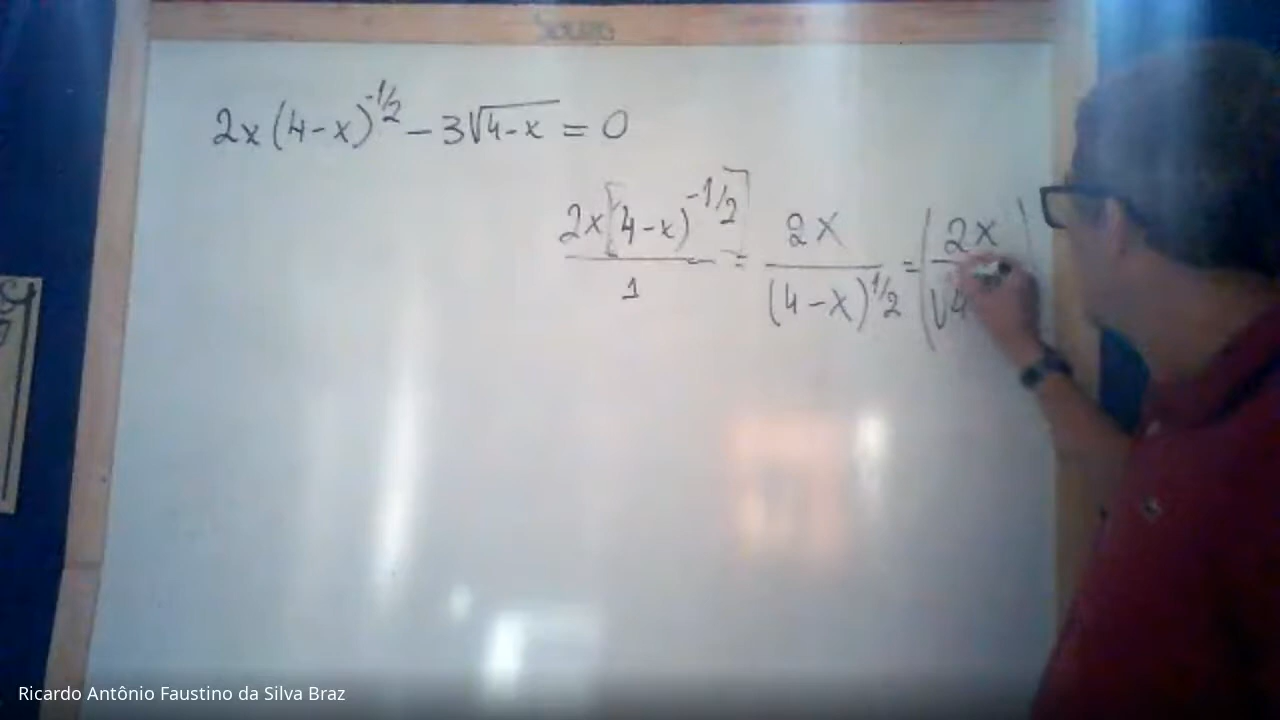 2x(4-x)^{-1/2} - 3√(4-x) = 0
2x[(4-x)^{-1/2}]/1 = 2x/(4-x)^{1/2} = (2x/√4
Ricardo Antônio Faustino da Silva Braz